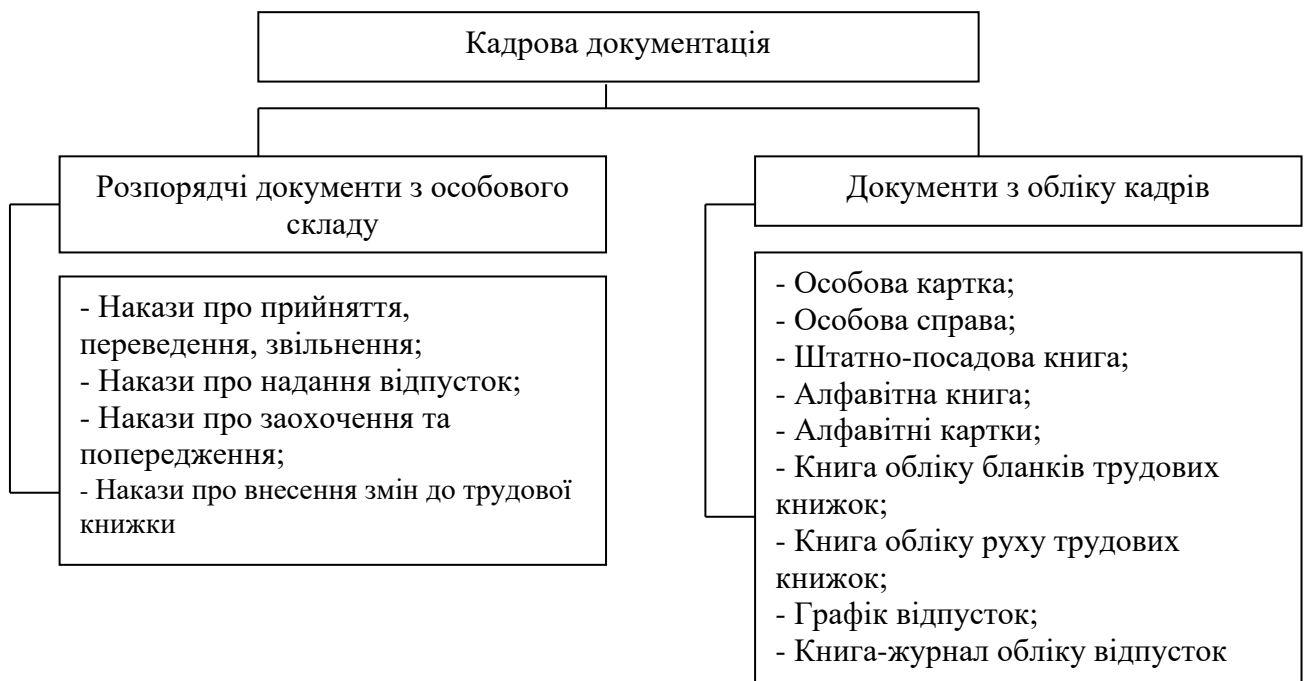 Кадрова документація
Розпорядчі документи з особового
складу
- Накази про прийняття,
переведення, звільнення;
- Накази про надання відпусток;
- Накази про заохочення та
попередження;
- Накази про внесення змін до трудової
книжки
Документи з обліку кадрів
- Особова картка;
- Особова справа;
- Штатно-посадова книга;
- Алфавітна книга;
- Алфавітні картки;
- Книга обліку бланків трудових
книжок;
- Книга обліку руху трудових
книжок;
- Графік відпусток;
- Книга-журнал обліку відпусток